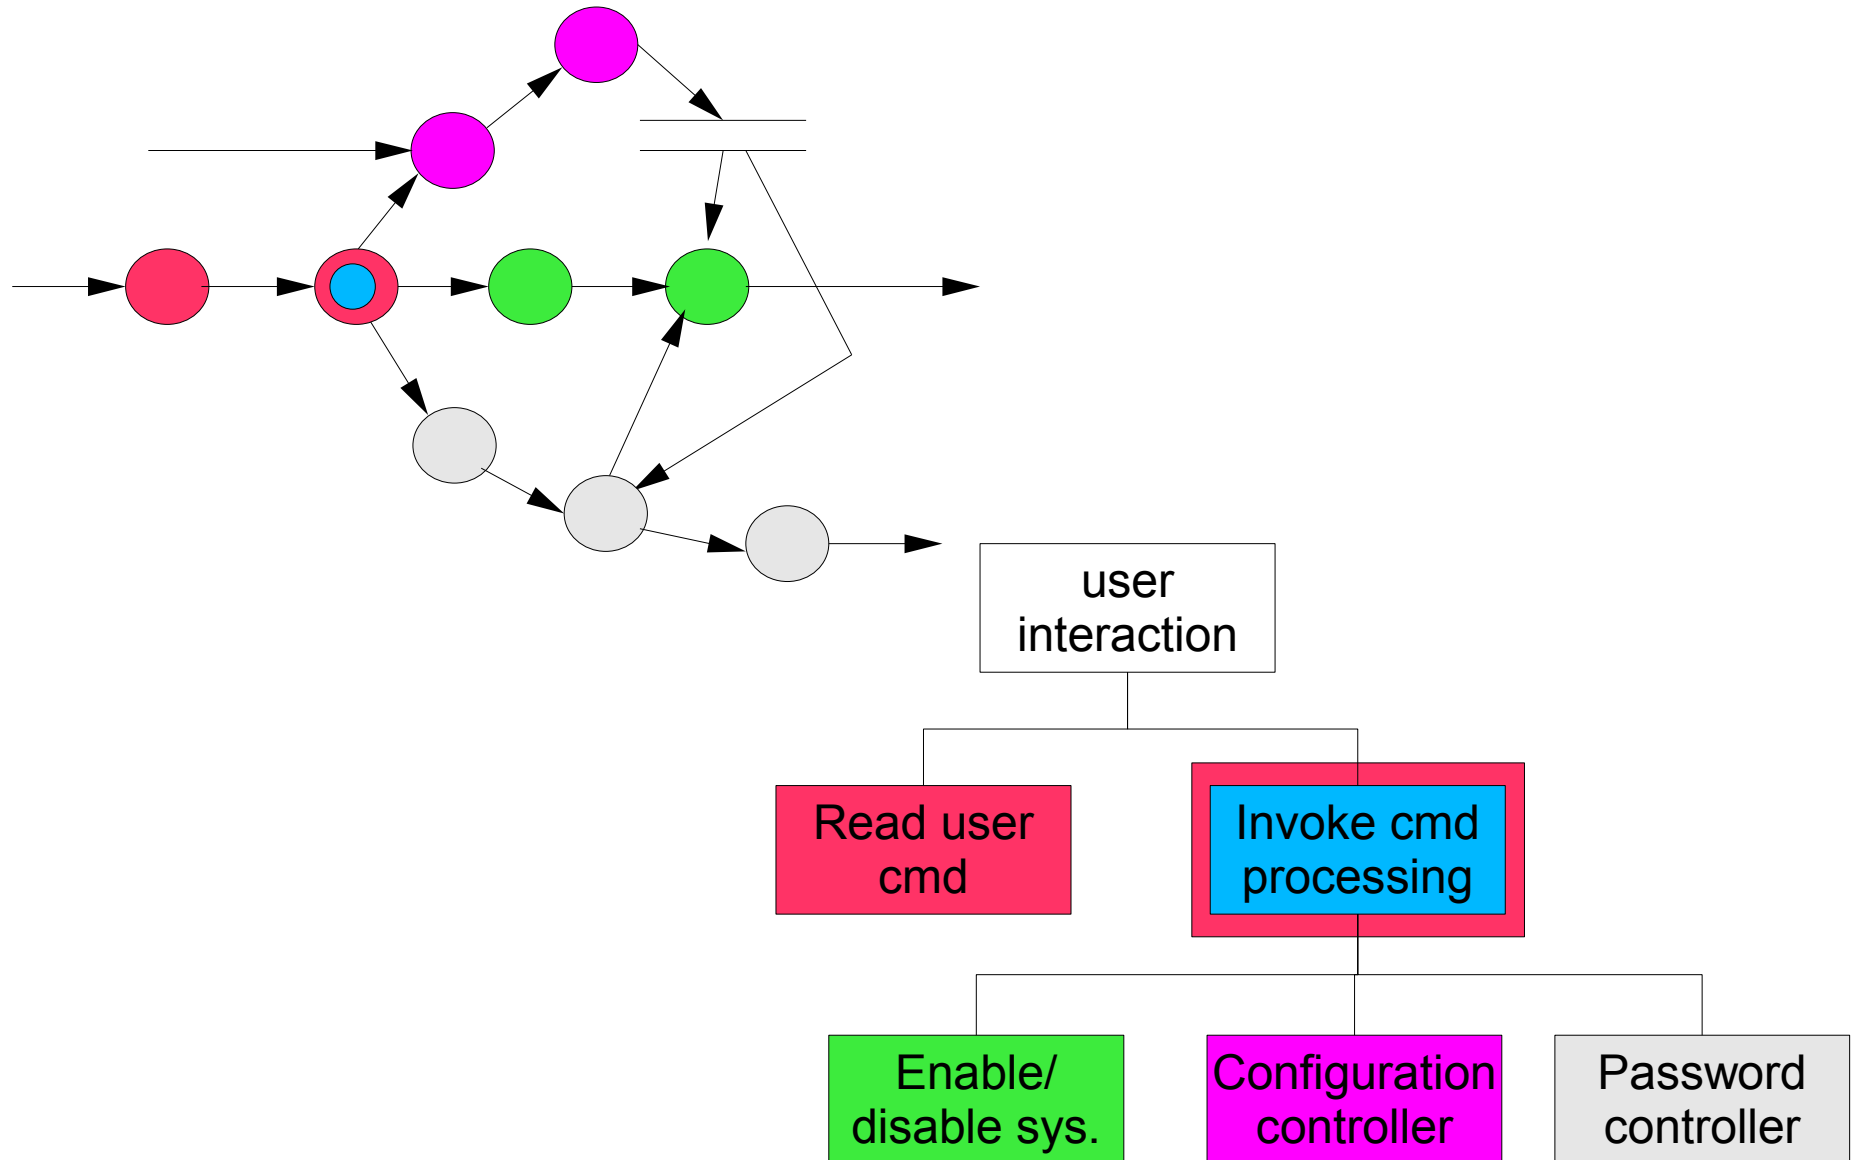 user
interaction
Read user
cmd
Invoke cmd
processing
Enable/
disable sys.
Configuration
controller
Password
controller